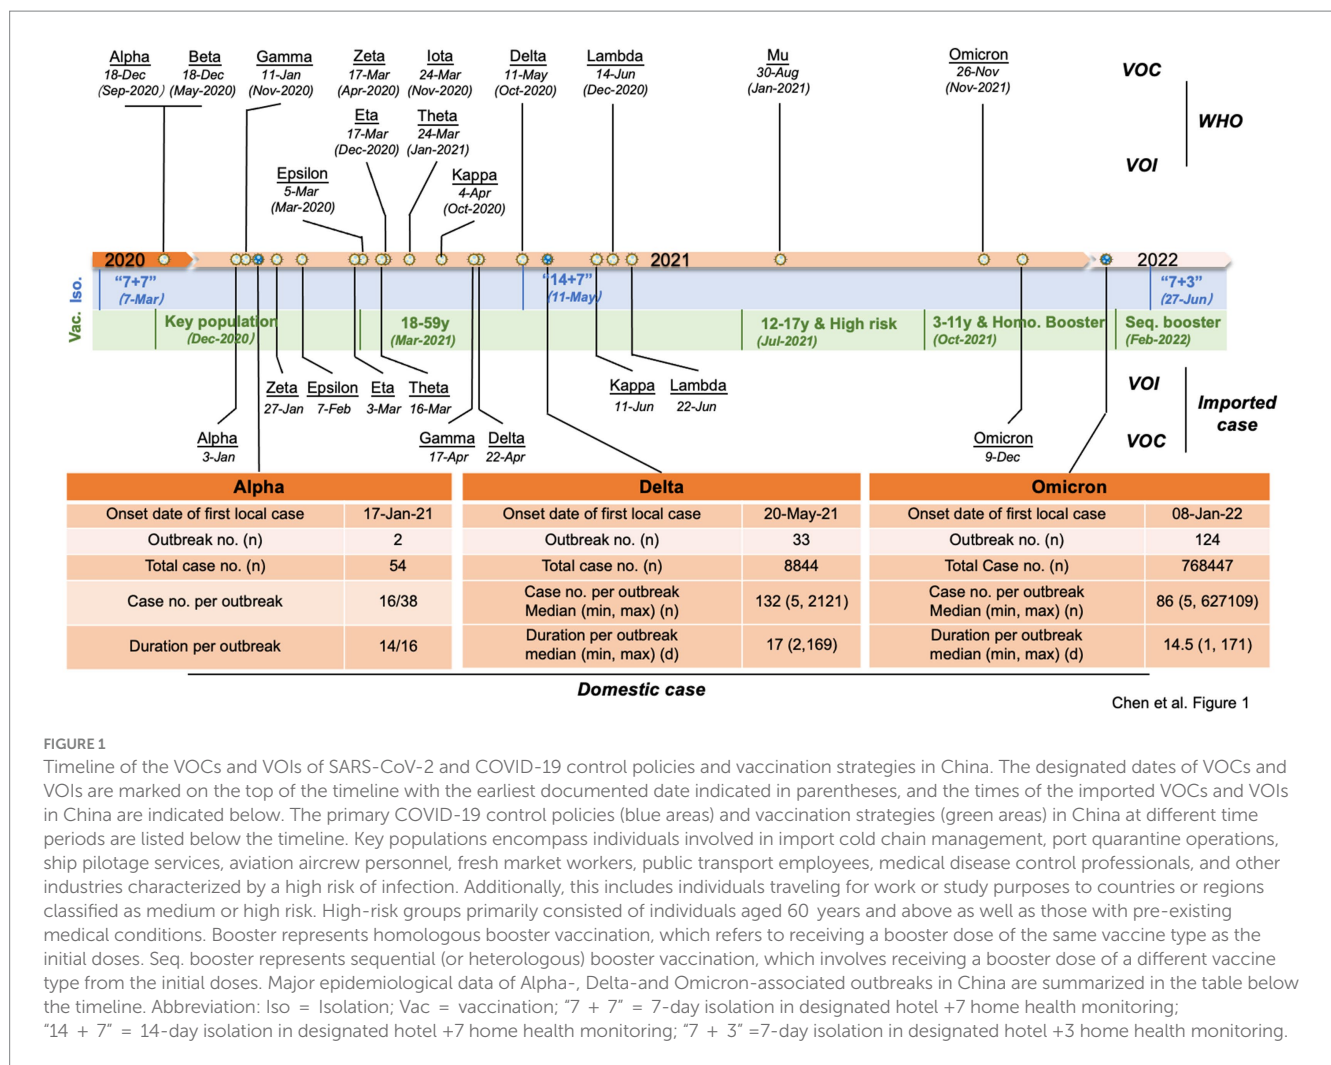 Alpha
18-Dec
(Sep-2020)
Beta
18-Dec
(May-2020)
Gamma
11-Jan
(Nov-2020)
Zeta
17-Mar
(Apr-2020)
Iota
24-Mar
(Nov-2020)
Delta
11-May
(Oct-2020)
Lambda
14-Jun
(Dec-2020)
Mu
30-Aug
(Jan-2021)
Omicron
26-Nov
(Nov-2021)
VOC
WHO
VOI
Eta
17-Mar
(Dec-2020)
Theta
24-Mar
(Jan-2021)
Epsilon
5-Mar
(Mar-2020)
Kappa
4-Apr
(Oct-2020)
2020
2021
2022
Iso.
“7+7”
(7-Mar)
“14+7”
(11-May)
“7+3”
(27-Jun)
Vac.
Key population
(Dec-2020)
18-59y
(Mar-2021)
12-17y & High risk
(Jul-2021)
3-11y & Homo. Booster
(Oct-2021)
Seq. booster
(Feb-2022)
Zeta
27-Jan
Epsilon
7-Feb
Eta
3-Mar
Theta
16-Mar
Kappa
11-Jun
Lambda
22-Jun
VOI
Imported
case
VOC
Alpha
3-Jan
Gamma
17-Apr
Delta
22-Apr
Omicron
9-Dec
Alpha
Onset date of first local case 17-Jan-21
Outbreak no. (n) 2
Total case no. (n) 54
Case no. per outbreak 16/38
Duration per outbreak 14/16
Delta
Onset date of first local case 20-May-21
Outbreak no. (n) 33
Total case no. (n) 8844
Case no. per outbreak
Median (min, max) (n) 132 (5, 2121)
Duration per outbreak
median (min, max) (d) 17 (2,169)
Omicron
Onset date of first local case 08-Jan-22
Outbreak no. (n) 124
Total Case no. (n) 768447
Case no. per outbreak
Median (min, max) (n) 86 (5, 627109)
Duration per outbreak
median (min, max) (d) 14.5 (1, 171)
Domestic case
Chen et al. Figure 1
FIGURE 1
Timeline of the VOCs and VOIs of SARS-CoV-2 and COVID-19 control policies and vaccination strategies in China. The designated dates of VOCs and
VOIs are marked on the top of the timeline with the earliest documented date indicated in parentheses, and the times of the imported VOCs and VOIs
in China are indicated below. The primary COVID-19 control policies (blue areas) and vaccination strategies (green areas) in China at different time
periods are listed below the timeline. Key populations encompass individuals involved in import cold chain management, port quarantine operations,
ship pilotage services, aviation aircrew personnel, fresh market workers, public transport employees, medical disease control professionals, and other
industries characterized by a high risk of infection. Additionally, this includes individuals traveling for work or study purposes to countries or regions
classified as medium or high risk. High-risk groups primarily consisted of individuals aged 60 years and above as well as those with pre-existing
medical conditions. Booster represents homologous booster vaccination, which refers to receiving a booster dose of the same vaccine type as the
initial doses. Seq. booster represents sequential (or heterologous) booster vaccination, which involves receiving a booster dose of a different vaccine
type from the initial doses. Major epidemiological data of Alpha-, Delta-and Omicron-associated outbreaks in China are summarized in the table below
the timeline. Abbreviation: Iso = Isolation; Vac = vaccination; “7 + 7” = 7-day isolation in designated hotel +7 home health monitoring;
“14 + 7” = 14-day isolation in designated hotel +7 home health monitoring; “7 + 3” =7-day isolation in designated hotel +3 home health monitoring.